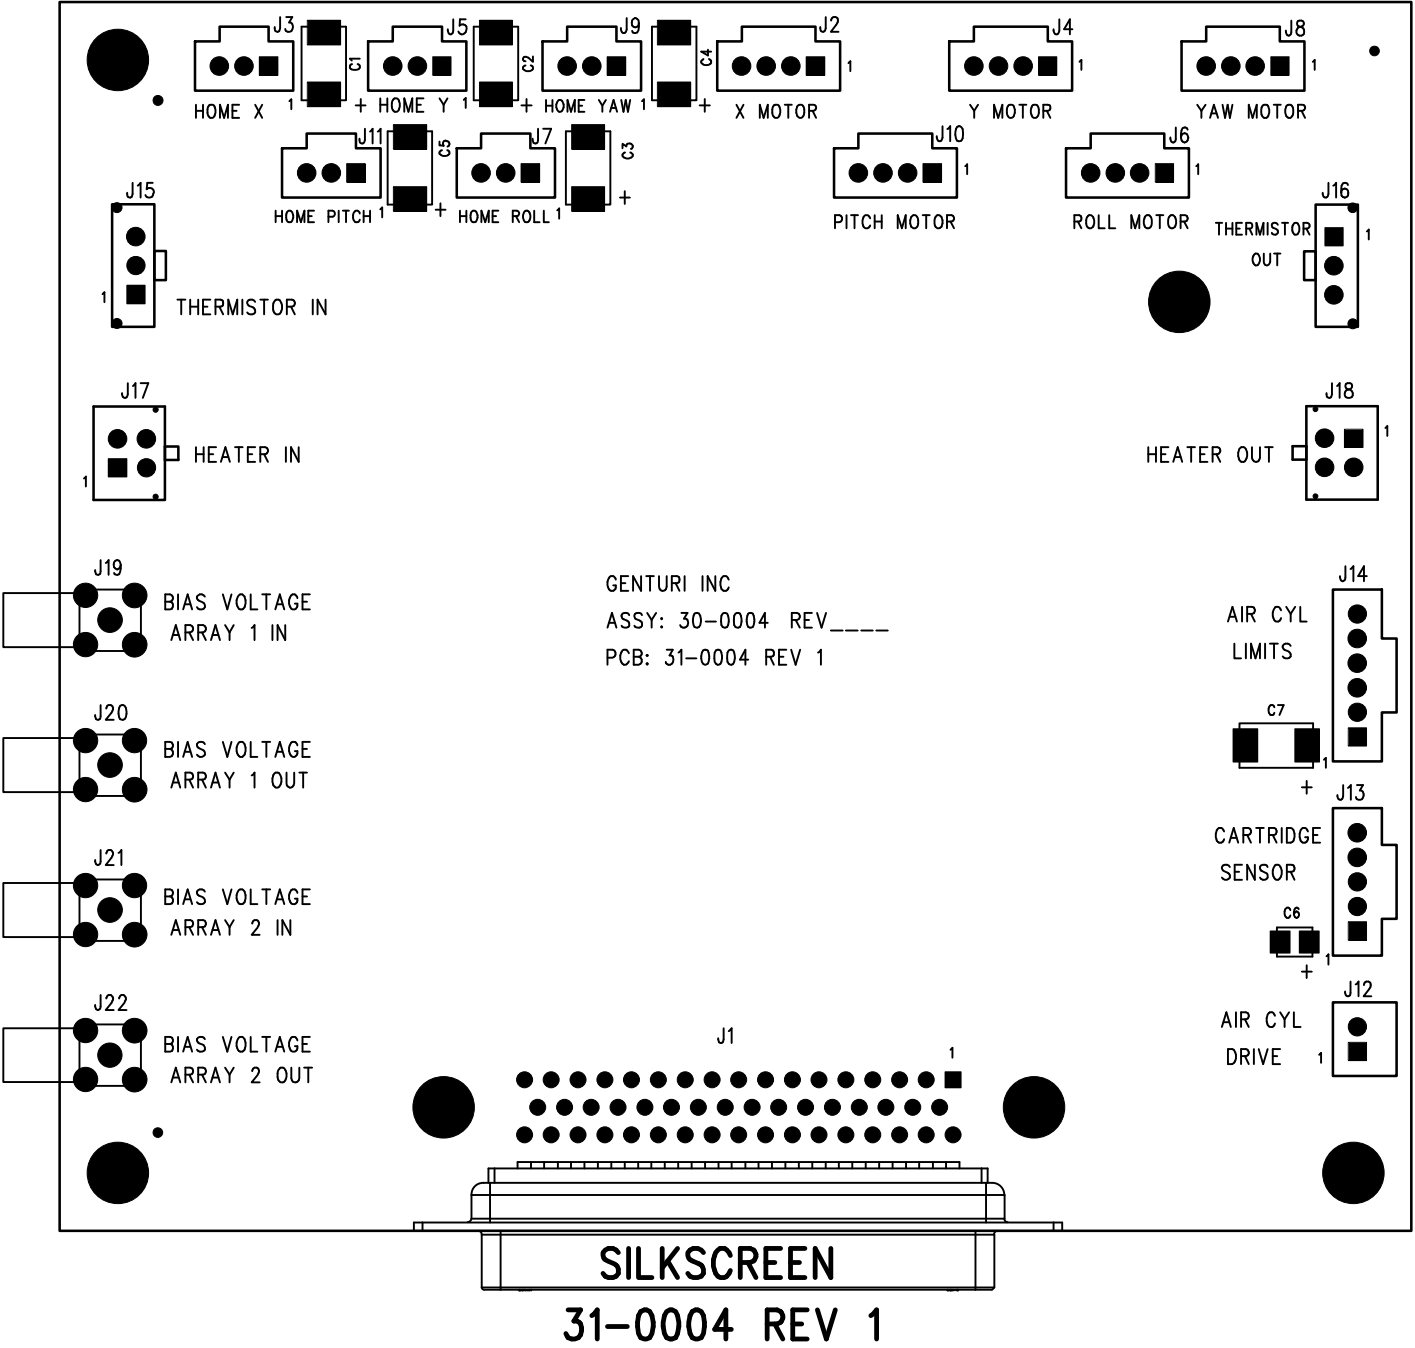 J3 C1 J5 C2 J9 C4 J2 J4 J8
1 1 1
1 + 1 + 1 +
HOME X HOME Y HOME YAW X MOTOR Y MOTOR YAW MOTOR
J11 C5 J7 C3 J10 J6
1 1
1 + 1 +
HOME PITCH HOME ROLL PITCH MOTOR ROLL MOTOR
J15 J16
THERMISTOR 1
OUT
1
THERMISTOR IN
J17 J18
1
HEATER IN HEATER OUT
1
J19 J14
GENTURI INC
BIAS VOLTAGE
ARRAY 1 IN
ASSY: 30-0004 REV____
PCB: 31-0004 REV 1
AIR CYL
LIMITS
J20 C7
BIAS VOLTAGE
ARRAY 1 OUT
1
+
J13
CARTRIDGE
SENSOR
J21
BIAS VOLTAGE
ARRAY 2 IN
C6
1
+
J22 J12
BIAS VOLTAGE
ARRAY 2 OUT
AIR CYL
DRIVE 1
J1
1
SILKSCREEN
31-0004 REV 1